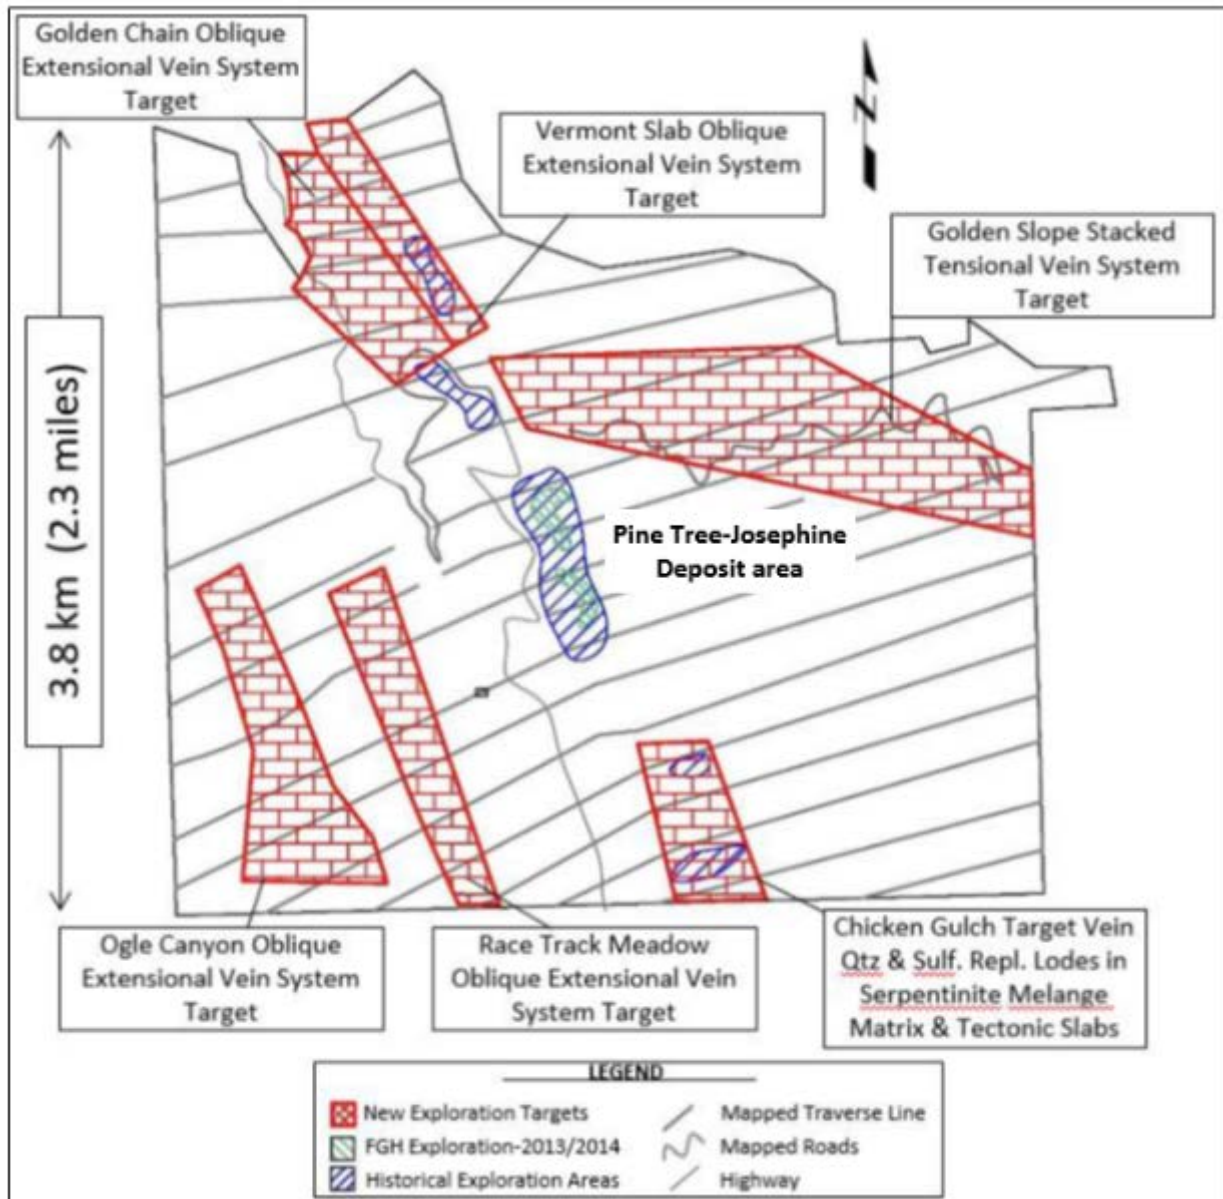 Golden Chain Oblique
Extensional Vein System
Target
Vermont Slab Oblique
Extensional Vein System
Target
N
Golden Slope Stacked
Tensional Vein System
Target
3.8 km (2.3 miles)
Pine Tree-Josephine
Deposit area
Ogle Canyon Oblique
Extensional Vein System
Target
Race Track Meadow
Oblique Extensional Vein
System Target
Chicken Gulch Target Vein
Qtz & Sulf. Repl. Lodes in
Serpentinite Melange
Matrix & Tectonic Slabs
LEGEND
New Exploration Targets
FGH Exploration-2013/2014
Historical Exploration Areas
Mapped Traverse Line
Mapped Roads
Highway